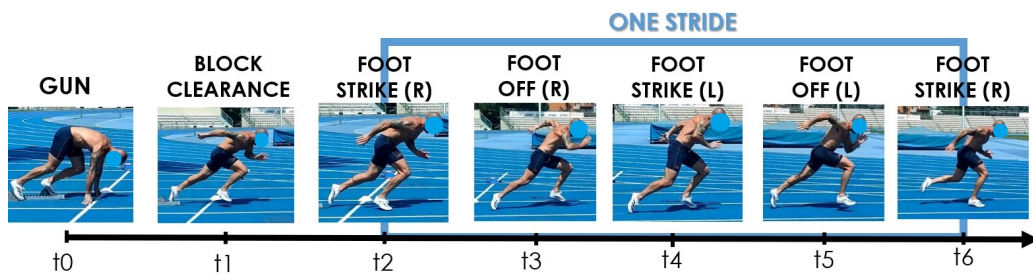 ONE STRIDE
GUN
BLOCK
CLEARANCE
FOOT
STRIKE (R)
FOOT
OFF (R)
FOOT
STRIKE (L)
FOOT
OFF (L)
FOOT
STRIKE (R)
t0
t1
t2
t3
t4
t5
t6